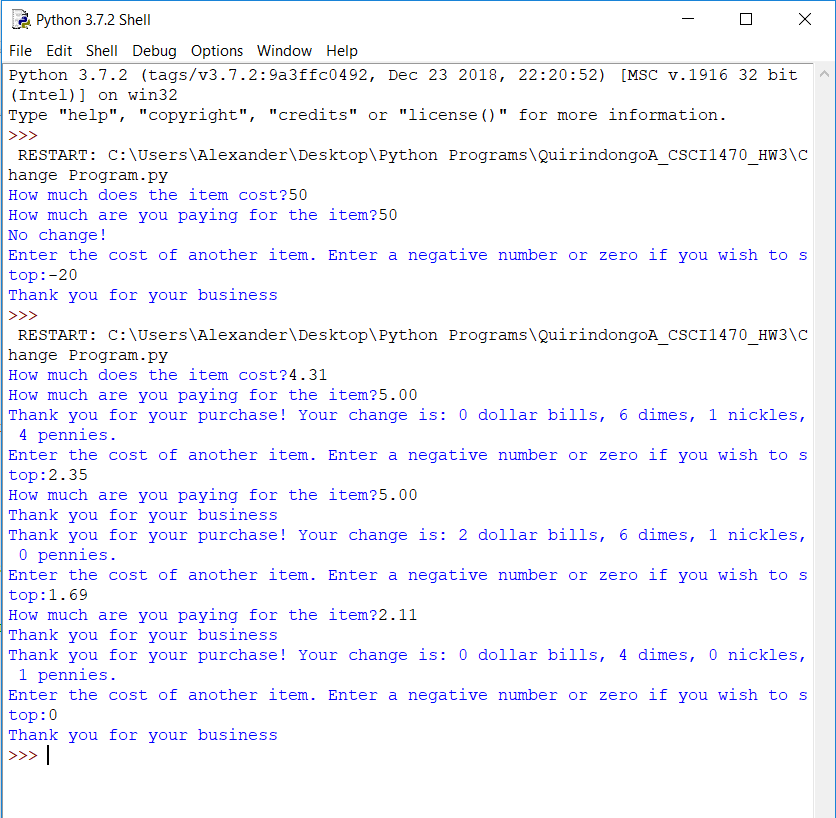 Python 3.7.2 Shell
File Edit Shell Debug Options Window Help
Python 3.7.2 (tags/v3.7.2:9a3ffc0492, Dec 23 2018, 22:20:52) [MSC v.1916 32 bit
(Intel)] on win32
Type "help", "copyright", "credits" or "license()" for more information.
>>>
 RESTART: C:\Users\Alexander\Desktop\Python Programs\QuirindongoA_CSCI1470_HW3\C
hange Program.py
How much does the item cost?50
How much are you paying for the item?50
No change!
Enter the cost of another item. Enter a negative number or zero if you wish to s
top:-20
Thank you for your business
>>>
 RESTART: C:\Users\Alexander\Desktop\Python Programs\QuirindongoA_CSCI1470_HW3\C
hange Program.py
How much does the item cost?4.31
How much are you paying for the item?5.00
Thank you for your purchase! Your change is: 0 dollar bills, 6 dimes, 1 nickles,
 4 pennies.
Enter the cost of another item. Enter a negative number or zero if you wish to s
top:2.35
How much are you paying for the item?5.00
Thank you for your business
Thank you for your purchase! Your change is: 2 dollar bills, 6 dimes, 1 nickles,
 0 pennies.
Enter the cost of another item. Enter a negative number or zero if you wish to s
top:1.69
How much are you paying for the item?2.11
Thank you for your business
Thank you for your purchase! Your change is: 0 dollar bills, 4 dimes, 0 nickles,
 1 pennies.
Enter the cost of another item. Enter a negative number or zero if you wish to s
top:0
Thank you for your business
>>>